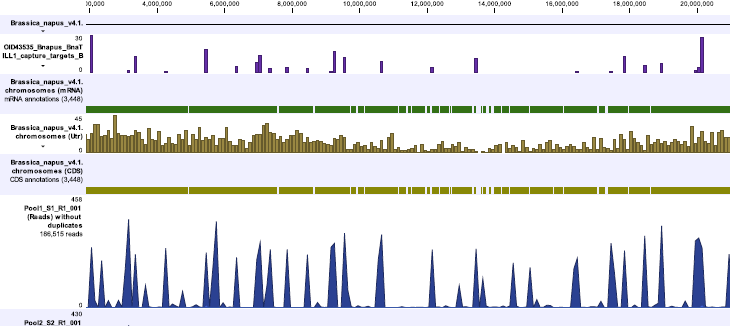 00,000 4,000,000 6,000,000 8,000,000 10,000,000 12,000,000 14,000,000 16,000,000 18,000,000 20,000,000
Brassica_napus_v4.1.
30
OID43535_Bnapus_BnaT
ILL1_capture_targets_B
0
Brassica_napus_v4.1.
chromosomes (mRNA)
mRNA annotations (3,448)
45
Brassica_napus_v4.1.
chromosomes (Utr)
0
Brassica_napus_v4.1.
chromosomes (CDS)
CDS annotations (3,448)
458
Pool1_S1_R1_001
(Reads) without
duplicates
186,515 reads
0
430
Pool2_S2_R1_001